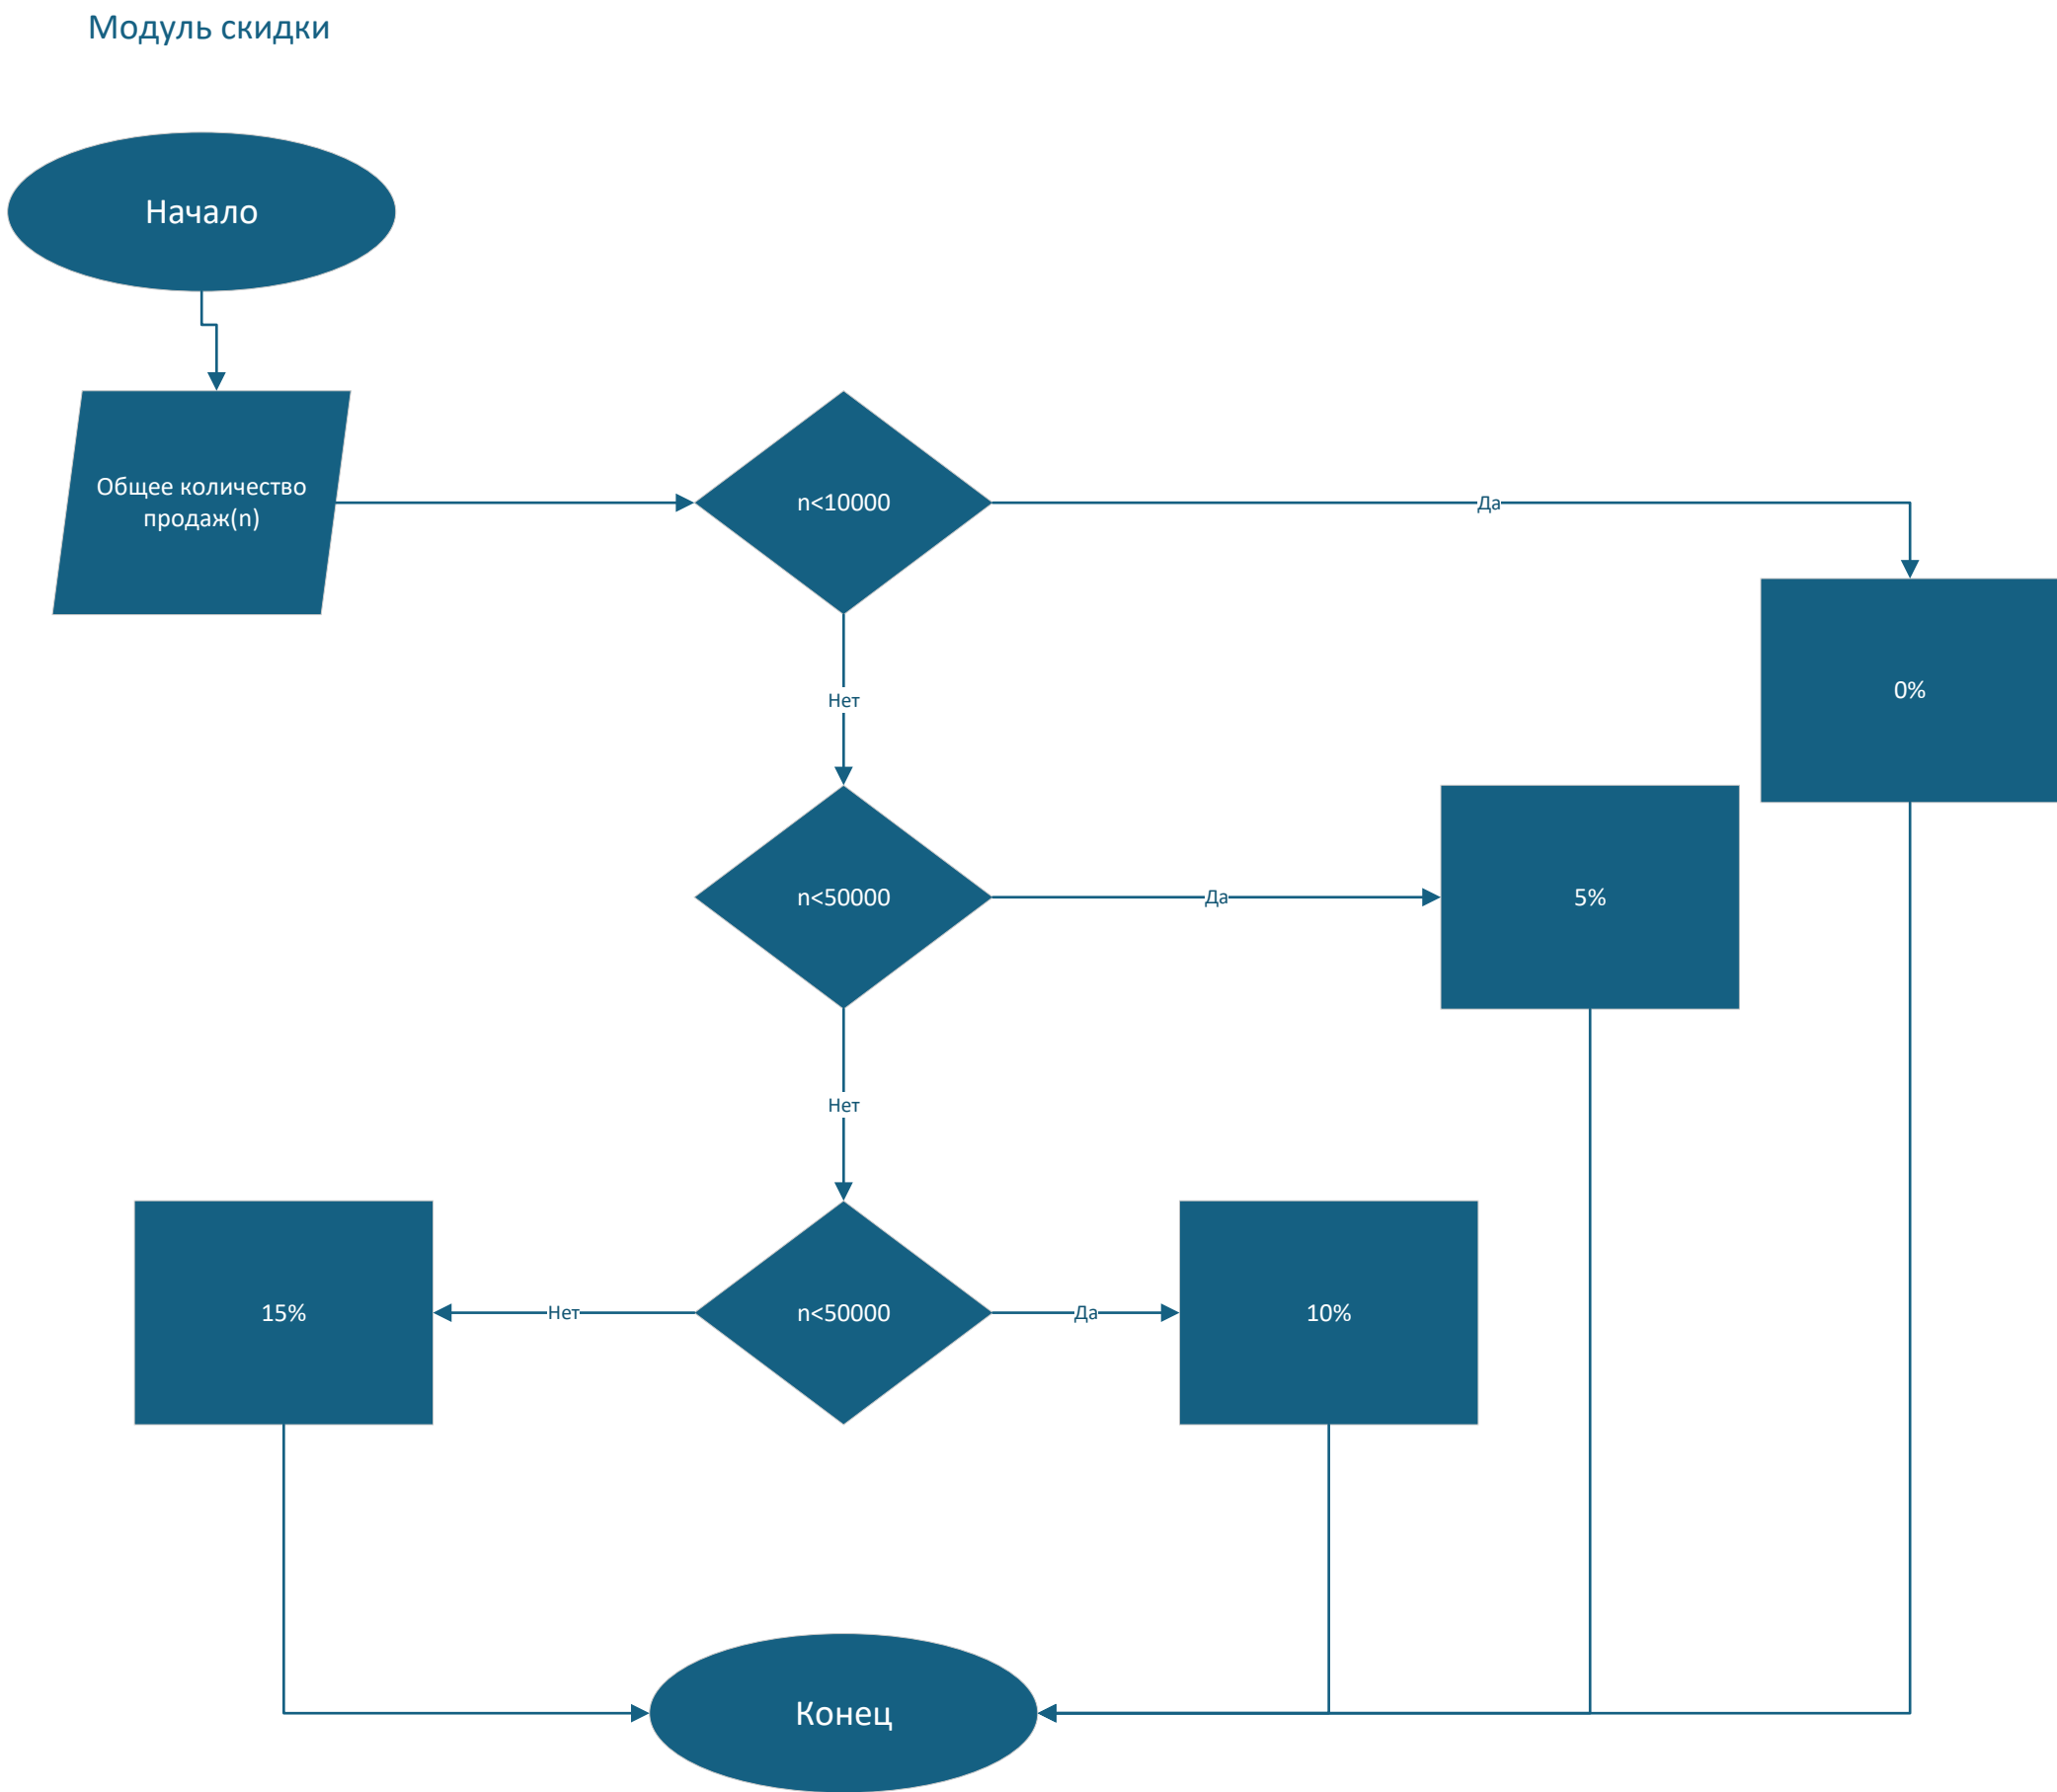 Модуль скидки
Начало
Общее количество
продаж(n)
n<10000
Да
0%
Нет
n<50000
Да
5%
Нет
15%
Нет
n<50000
Да
10%
Конец